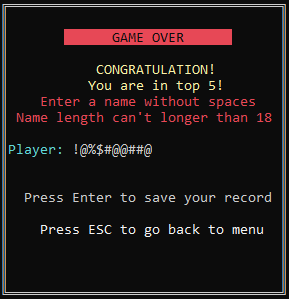 GAME OVER
CONGRATULATION!
You are in top 5!
Enter a name without spaces
Name length can't longer than 18
Player: !@%$#@@##@
Press Enter to save your record
Press ESC to go back to menu